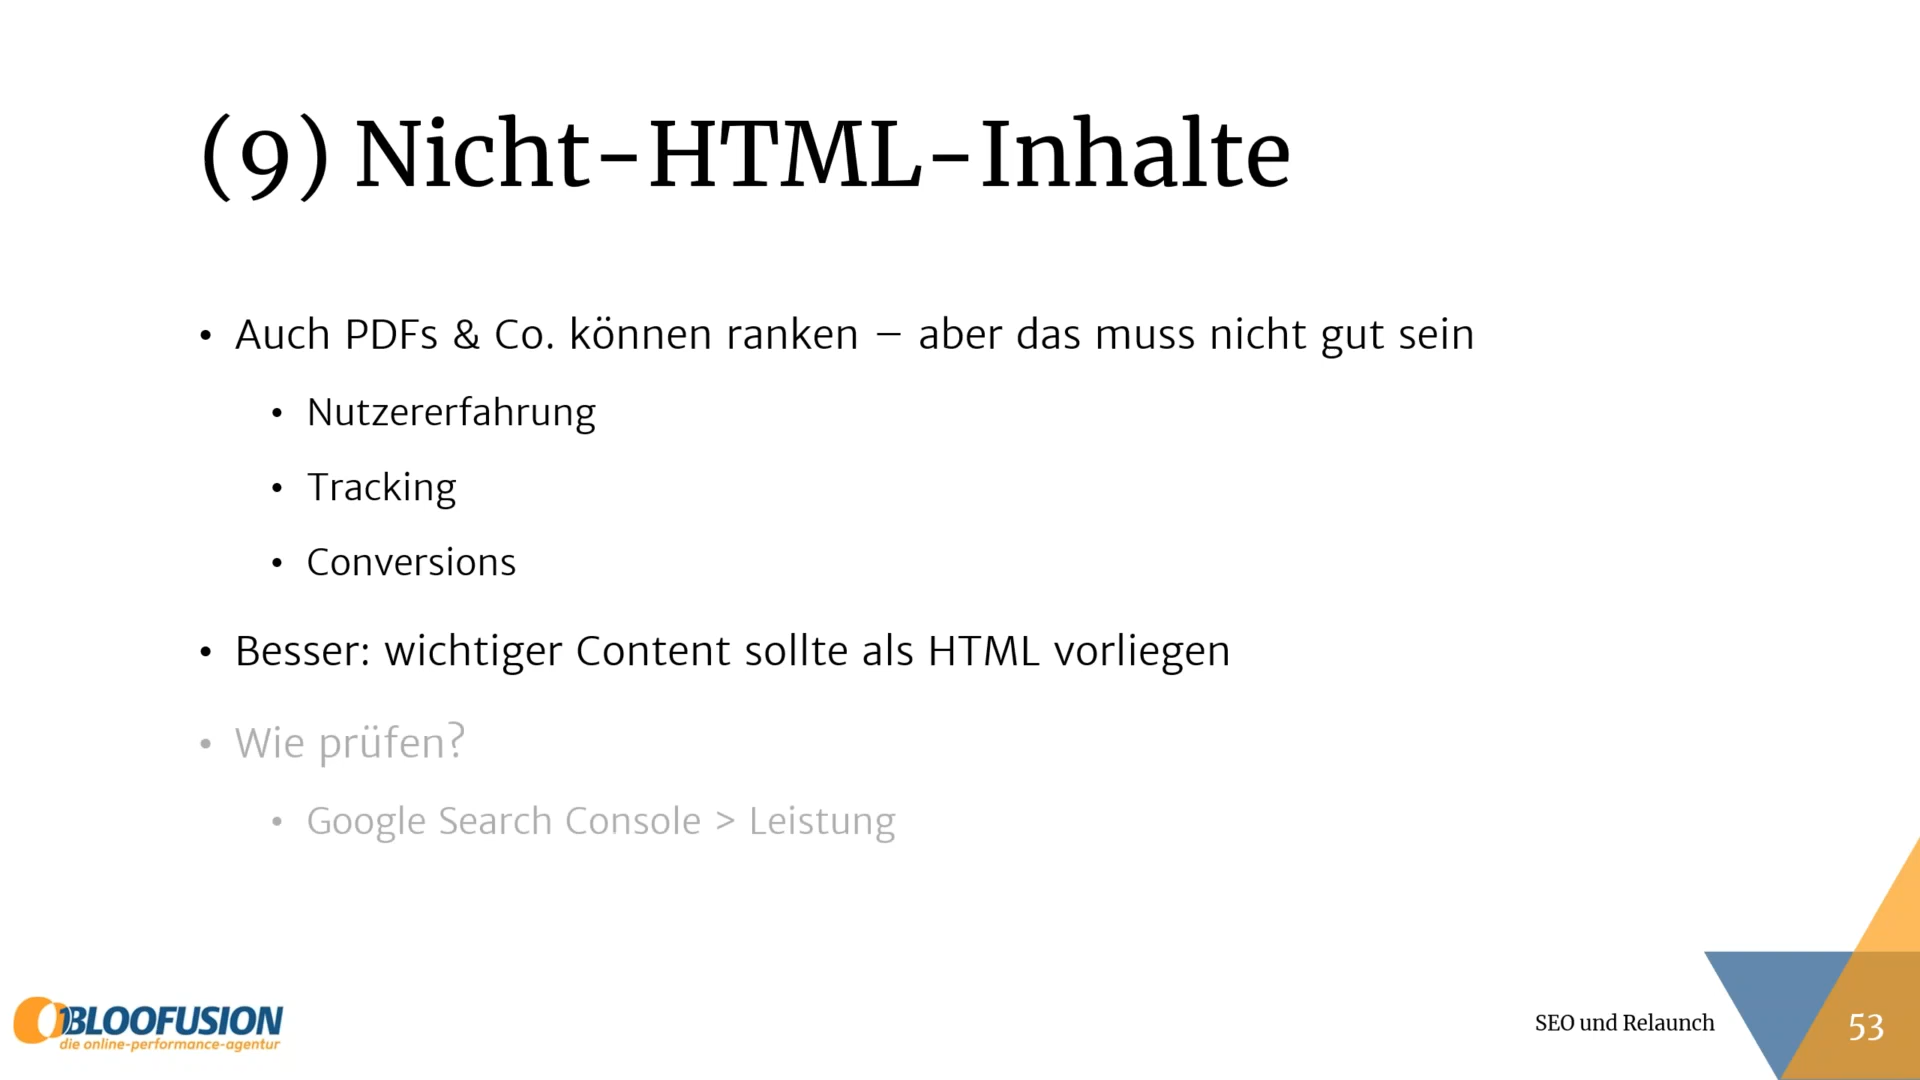 (9) Nicht-HTML-Inhalte
• Auch PDFs & Co. können ranken – aber das muss nicht gut sein
• Nutzererfahrung
• Tracking
• Conversions
• Besser: wichtiger Content sollte als HTML vorliegen
• Wie prüfen?
• Google Search Console > Leistung
BLOOFUSION
die online-performance-agentur
SEO und Relaunch
53